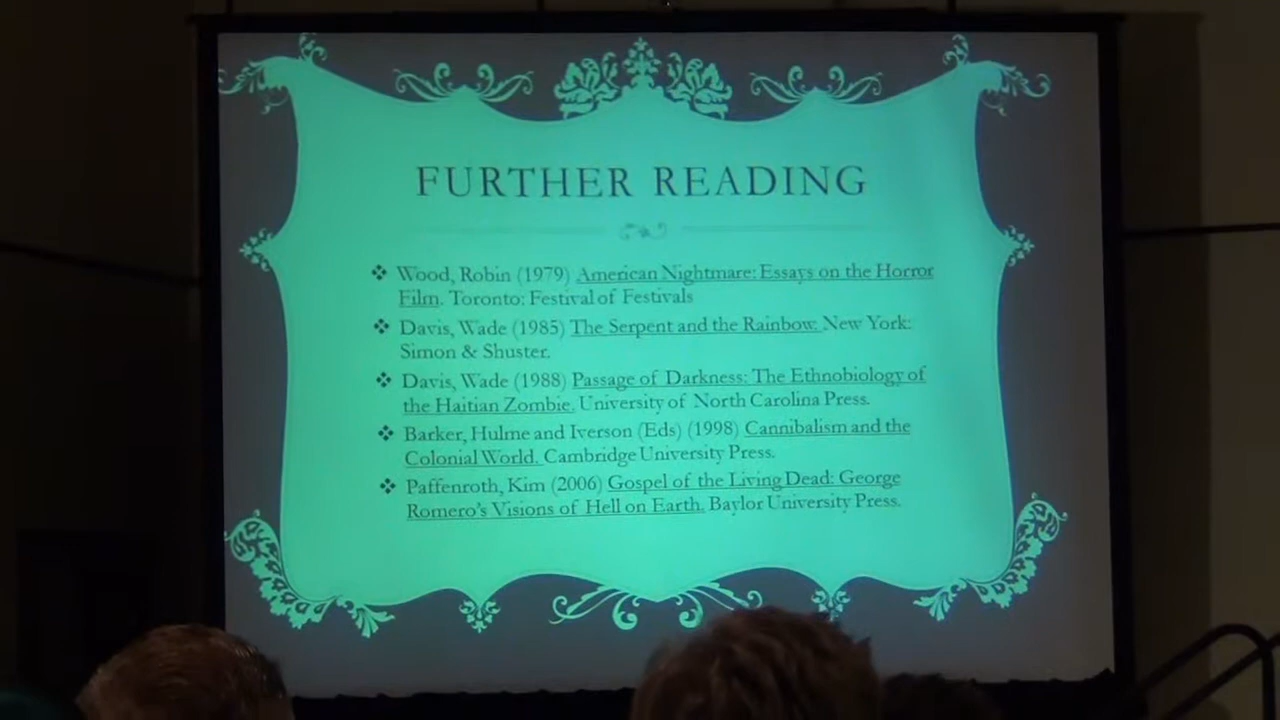 FURTHER READING
❖ Wood, Robin (1979) American Nightmare: Essays on the Horror
Film. Toronto: Festival of Festivals
❖ Davis, Wade (1985) The Serpent and the Rainbow. New York:
Simon & Shuster.
❖ Davis, Wade (1988) Passage of Darkness: The Ethnobiology of
the Haitian Zombie. University of North Carolina Press.
❖ Barker, Hulme and Iverson (Eds) (1998) Cannibalism and the
Colonial World. Cambridge University Press.
❖ Paffenroth, Kim (2006) Gospel of the Living Dead: George
Romero's Visions of Hell on Earth. Baylor University Press.